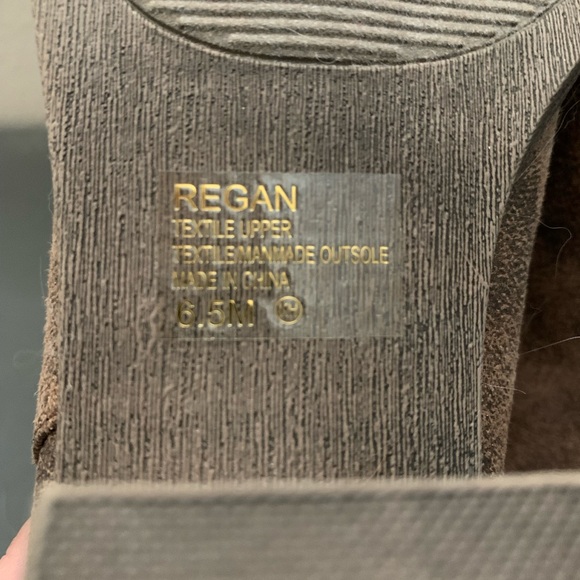 REGAN
TEXTILE UPPER
TEXTILE/MANMADE OUTSOLE
MADE IN CHINA
6.5M